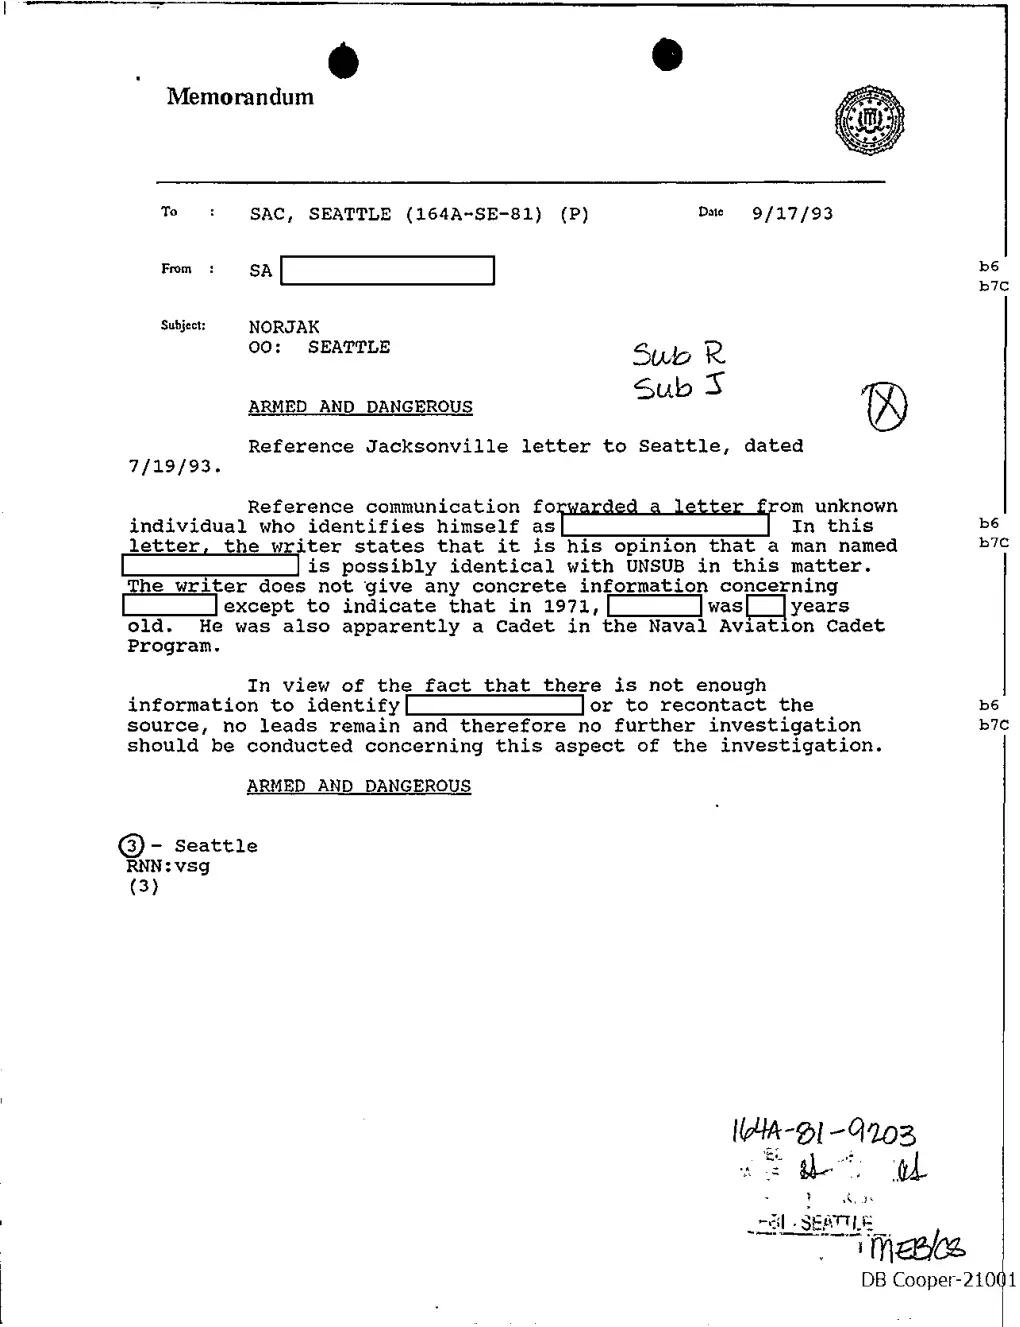 Memorandum
To : SAC, SEATTLE (164A-SE-81) (P) Date 9/17/93
From : SA b6
b7C
Subject: NORJAK
OO: SEATTLE
Sub R
Sub J
ARMED AND DANGEROUS
Reference Jacksonville letter to Seattle, dated
7/19/93.
Reference communication forwarded a letter from unknown
individual who identifies himself as In this b6
letter, the writer states that it is his opinion that a man named b7C
is possibly identical with UNSUB in this matter.
The writer does not give any concrete information concerning
except to indicate that in 1971, was years
old. He was also apparently a Cadet in the Naval Aviation Cadet
Program.
In view of the fact that there is not enough
information to identify or to recontact the b6
source, no leads remain and therefore no further investigation b7C
should be conducted concerning this aspect of the investigation.
ARMED AND DANGEROUS
3 - Seattle
RNN:vsg
(3)
164A-81-9203
SEATTLE
MEB/CB
DB Cooper-21001